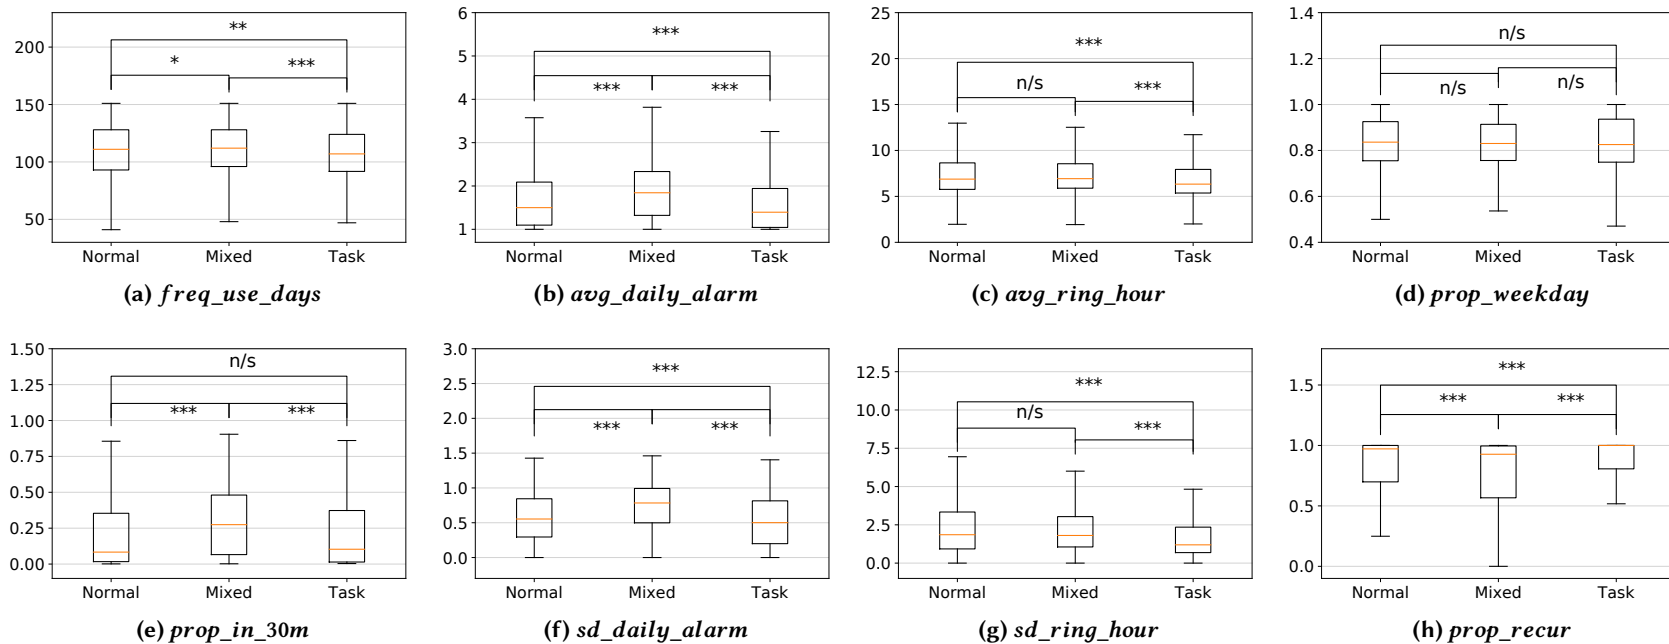 200
150
100
50
**
*
***
Normal Mixed Task
(a) freq_use_days
6
5
4
3
2
1
***
*** ***
Normal Mixed Task
(b) avg_daily_alarm
25
20
15
10
5
0
***
n/s ***
Normal Mixed Task
(c) avg_ring_hour
1.4
1.2
1.0
0.8
0.6
0.4
n/s
n/s n/s
Normal Mixed Task
(d) prop_weekday
1.50
1.25
1.00
0.75
0.50
0.25
0.00
n/s
*** ***
Normal Mixed Task
(e) prop_in_30m
3.0
2.5
2.0
1.5
1.0
0.5
0.0
***
*** ***
Normal Mixed Task
(f) sd_daily_alarm
12.5
10.0
7.5
5.0
2.5
0.0
***
n/s ***
Normal Mixed Task
(g) sd_ring_hour
1.5
1.0
0.5
0.0
***
*** ***
Normal Mixed Task
(h) prop_recur